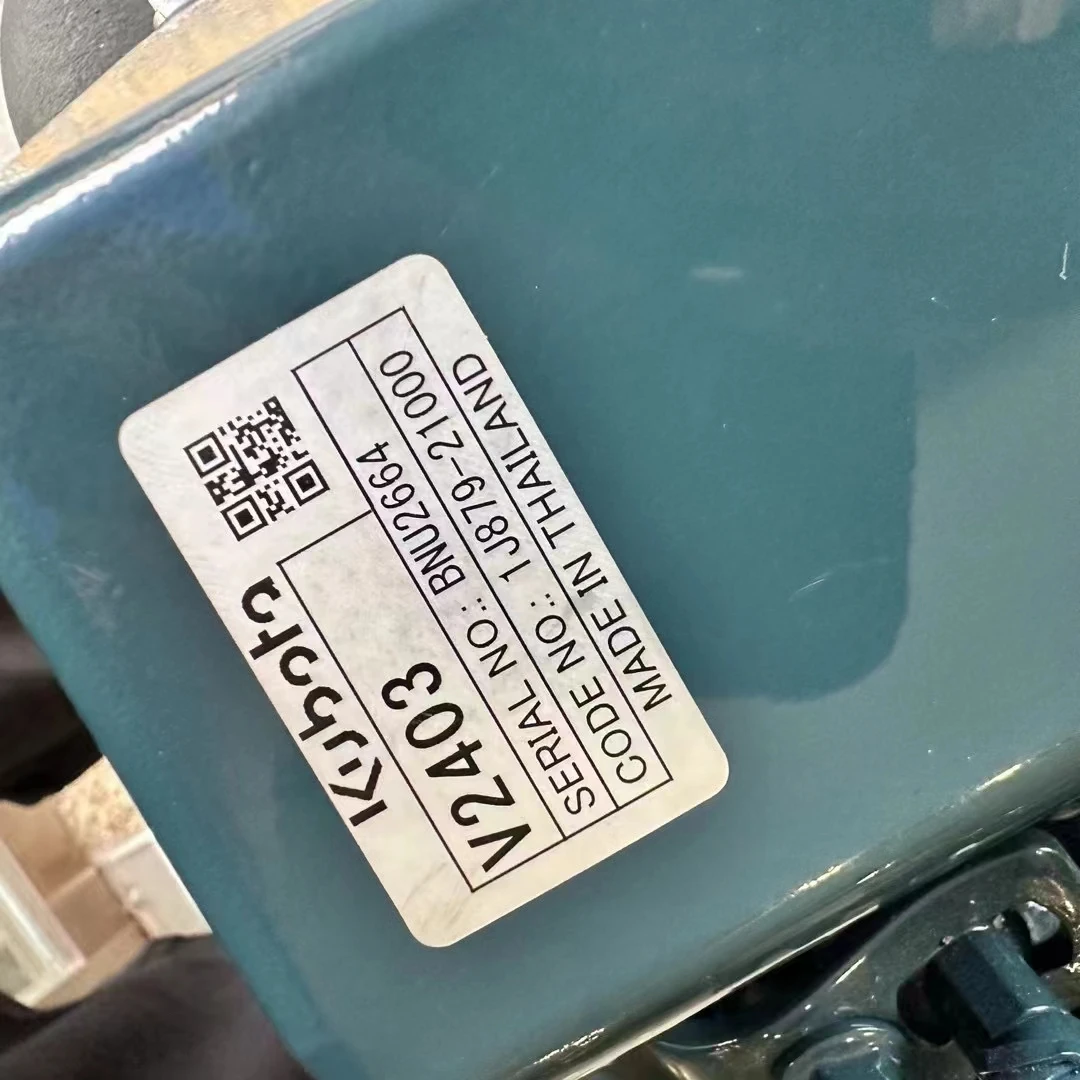 Kubota
V2403
SERIAL NO.: BNU2664
CODE NO.: 1J879-21000
MADE IN THAILAND